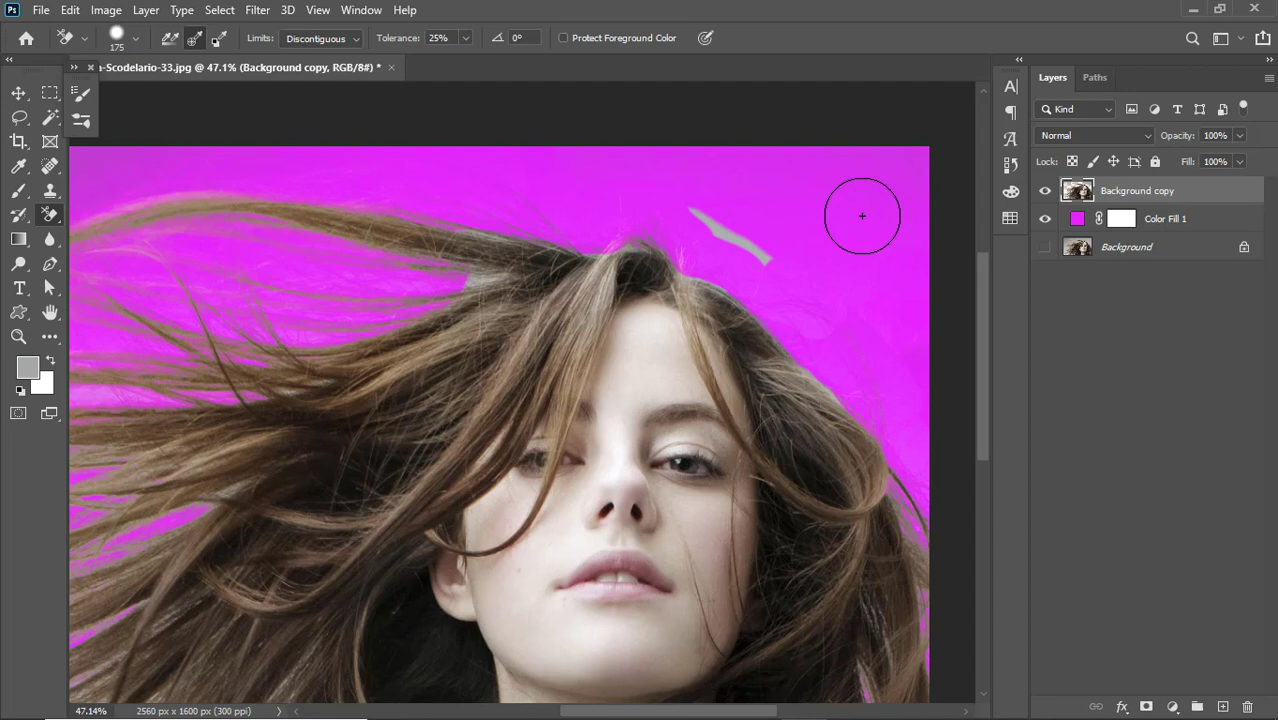 Ps File Edit Image Layer Type Select Filter 3D View Window Help
175 Limits: Discontiguous Tolerance: 25% 0° Protect Foreground Color
a-Scodelario-33.jpg @ 47.1% (Background copy, RGB/8#) *
Layers Paths
Kind
Normal Opacity: 100%
Lock: Fill: 100%
Background copy
Color Fill 1
Background
47.14% 2560 px x 1600 px (300 ppi)